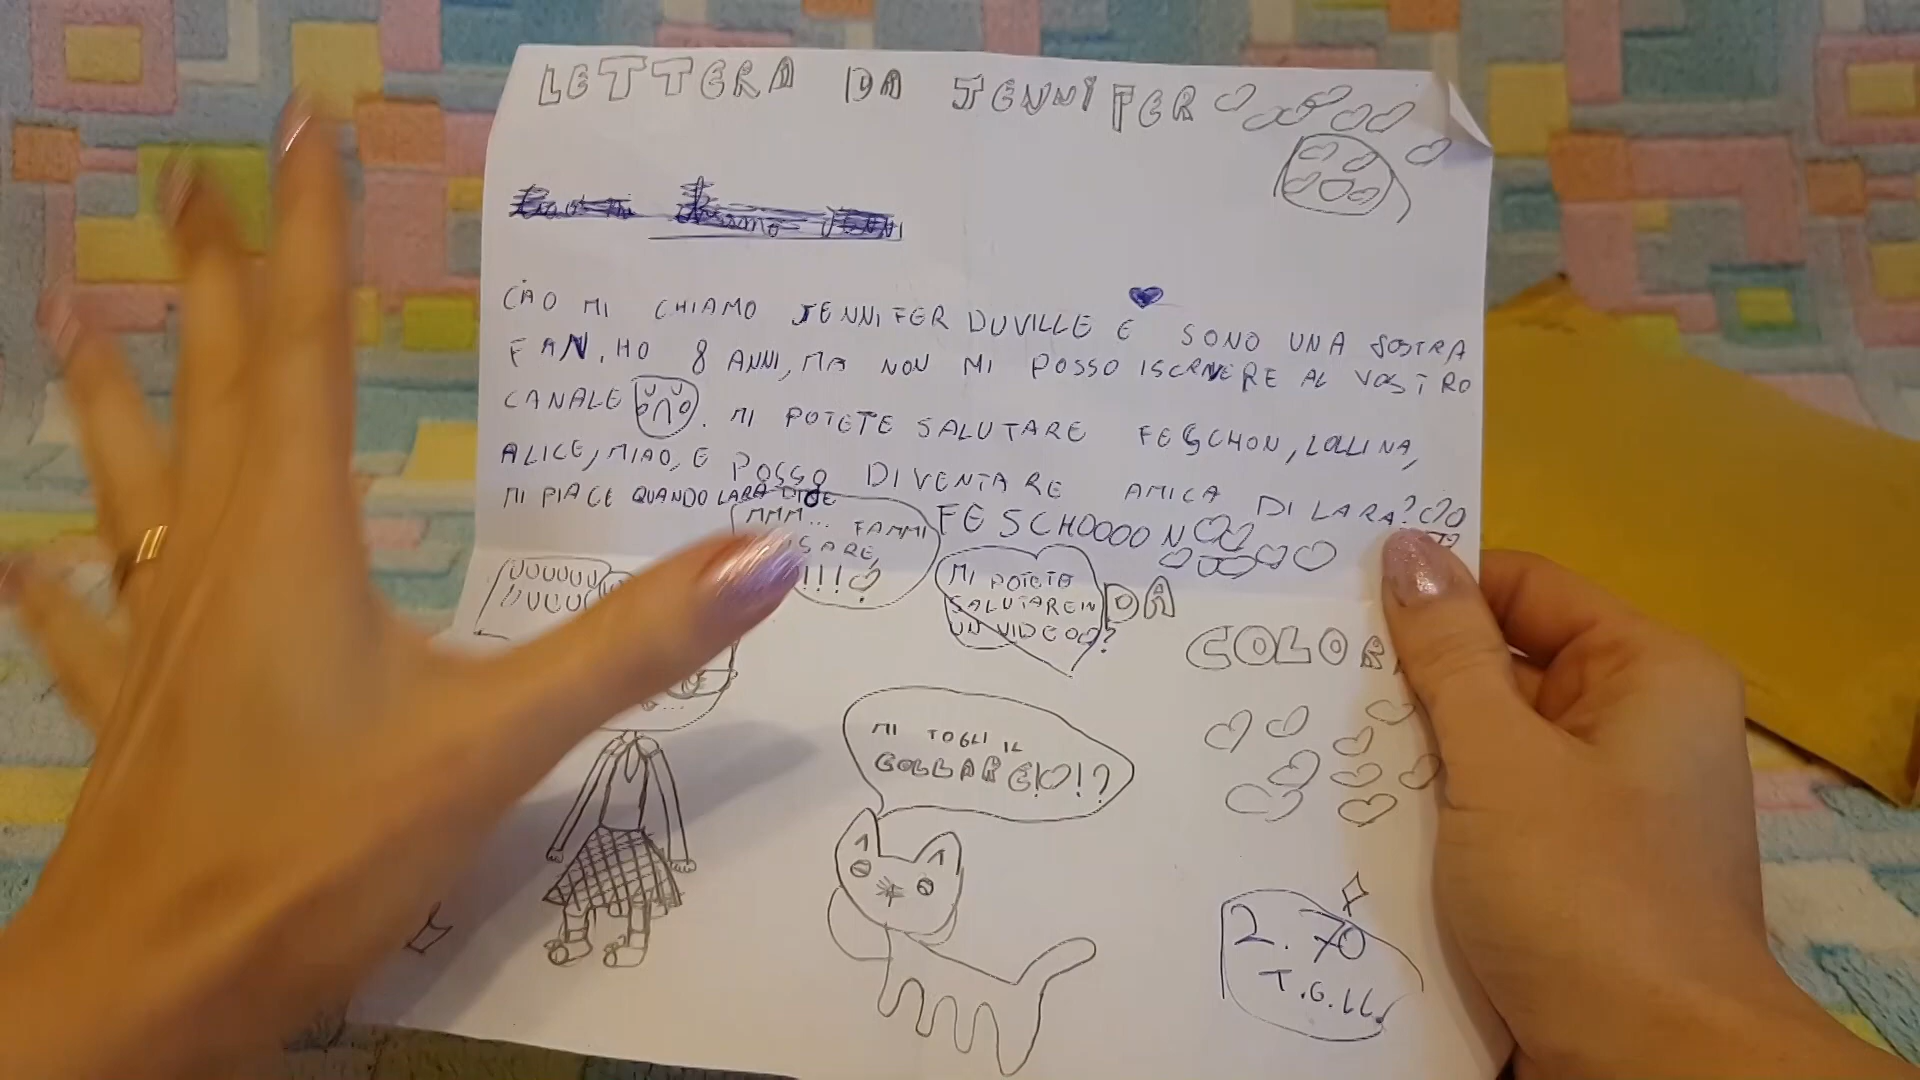 LETTERA DA JENNIFER
CIAO MI CHIAMO JENNIFER DUVILLE E SONO UNA VOSTRA
FAN, HO 8 ANNI, MA NON MI POSSO ISCRIVERE AL VOSTRO
CANALE. MI POTETE SALUTARE FESCHON, LOLLINA,
ALICE, MIAO, E POSSO DIVENTARE AMICA DI LARA?
MI PIACE QUANDO LARA DICE
FESCHOOOON
MMM... FAMMI
!!!
MI POTETE
SALUTARE IN
UN VIDEO?
DA
MI TOGLI IL
COLLARE!!?
2.70
T.G.LL.